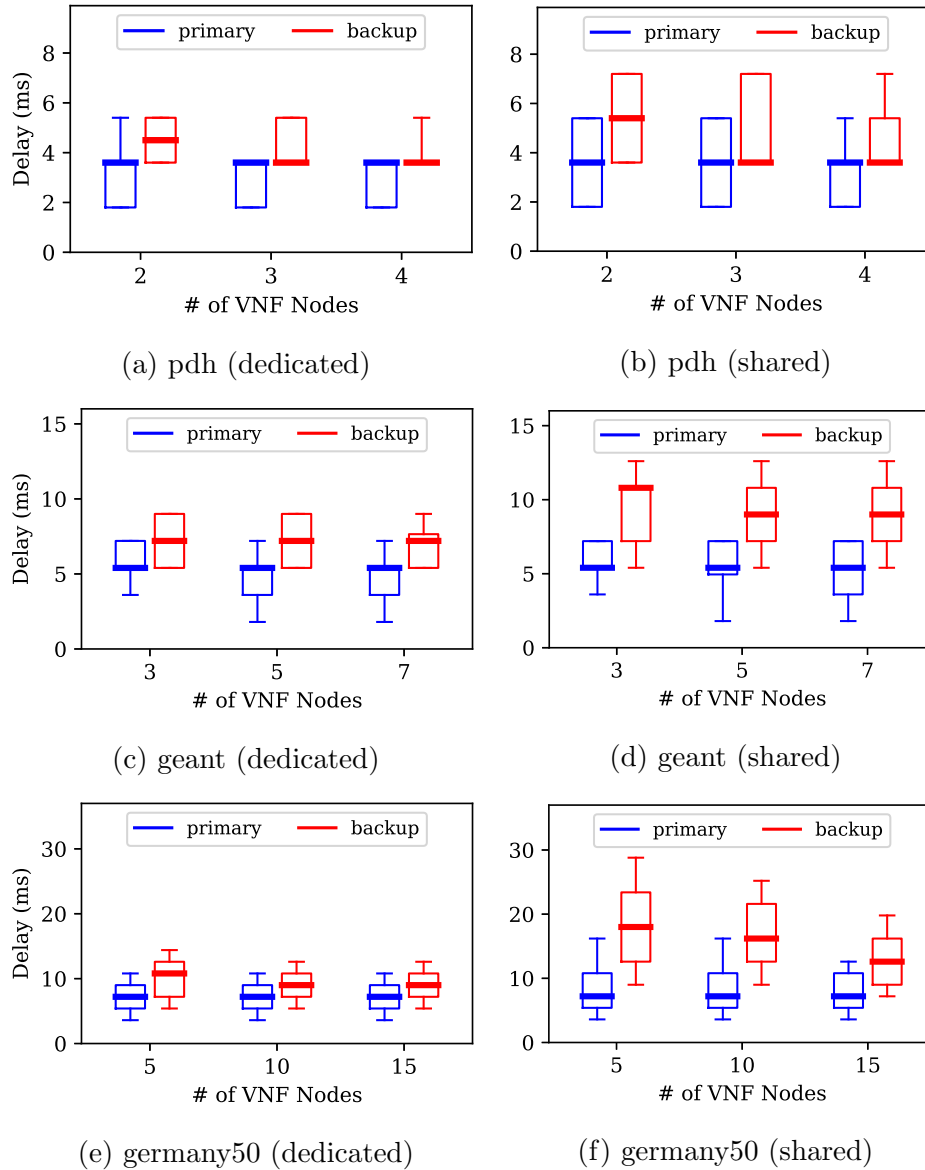 primary backup
8
6
4
2
0
Delay (ms)
2 3 4
# of VNF Nodes
(a) pdh (dedicated)
primary backup
8
6
4
2
0
2 3 4
# of VNF Nodes
(b) pdh (shared)
primary backup
15
10
5
0
Delay (ms)
3 5 7
# of VNF Nodes
(c) geant (dedicated)
primary backup
15
10
5
0
3 5 7
# of VNF Nodes
(d) geant (shared)
primary backup
30
20
10
0
Delay (ms)
5 10 15
# of VNF Nodes
(e) germany50 (dedicated)
primary backup
30
20
10
0
5 10 15
# of VNF Nodes
(f) germany50 (shared)